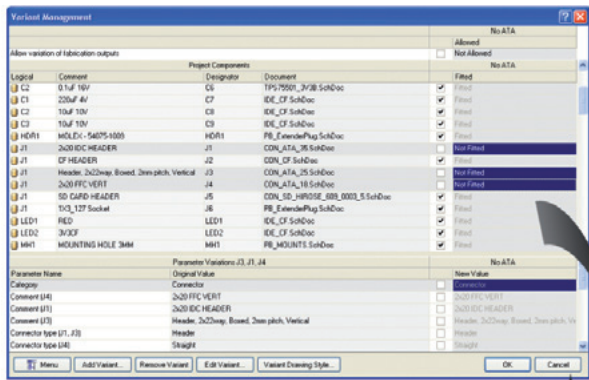 Variant Management
No ATA
Allowed
Allow variation of fabrication outputs Not Allowed
Project Components No ATA
Logical Comment Designator Document Fitted
C2 0.1uF 16V C6 TPS75501_3V3B.SchDoc Fitted
C1 220uF 4V C7 IDE_CF.SchDoc Fitted
C2 10uF 10V C8 IDE_CF.SchDoc Fitted
C3 10uF 10V C9 IDE_CF.SchDoc Fitted
HDR1 MOLEX - 54075-1009 HDR1 PB_ExtenderPlug.SchDoc Fitted
J1 2x20 IDC HEADER J1 CON_ATA_35.SchDoc Not Fitted
J1 CF HEADER J2 CON_CF.SchDoc Fitted
J1 Header, 2x22way, Boxed, 2mm pitch, Vertical J3 CON_ATA_25.SchDoc Not Fitted
J1 2x20 FFC VERT J4 CON_ATA_18.SchDoc Not Fitted
J1 SD CARD HEADER J5 CON_SD_HIROSE_609_0003_5.SchDoc Fitted
J1 1X3_127 Socket J6 PB_ExtenderPlug.SchDoc Fitted
LED1 RED LED1 IDE_CF.SchDoc Fitted
LED2 3V3CF LED2 IDE_CF.SchDoc Fitted
MH1 MOUNTING HOLE 3MM MH1 PB_MOUNTS.SchDoc Fitted
Parameter Variations J3, J1, J4 No ATA
Parameter Name Original Value New Value
Category Connector Connector
Comment (J4) 2x20 FFC VERT 2x20 FFC VERT
Comment (J1) 2x20 IDC HEADER 2x20 IDC HEADER
Comment (J3) Header, 2x22way, Boxed, 2mm pitch, Vertical Header, 2x22way, Boxed, 2mm pitch, Ve
Connector type (J1, J3) Header Header
Connector type (J4) Straight Straight
Menu Add Variant... Remove Variant Edit Variant... Variant Drawing Style... OK Cancel